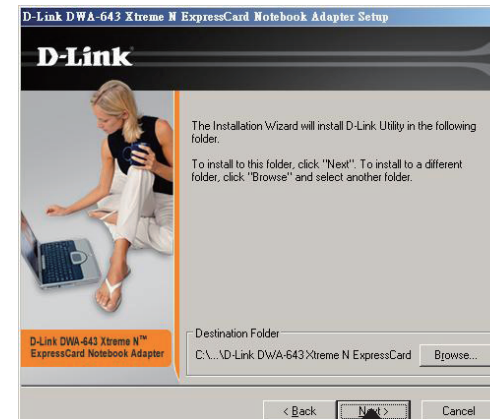 D-Link DWA-643 Xtreme N ExpressCard Notebook Adapter Setup
D-Link
The Installation Wizard will install D-Link Utility in the following
folder.
To install to this folder, click "Next". To install to a different
folder, click "Browse" and select another folder.
D-Link DWA-643 Xtreme N™
ExpressCard Notebook Adapter
Destination Folder
C:\...\D-Link DWA-643 Xtreme N ExpressCard
Browse...
< Back
Next >
Cancel